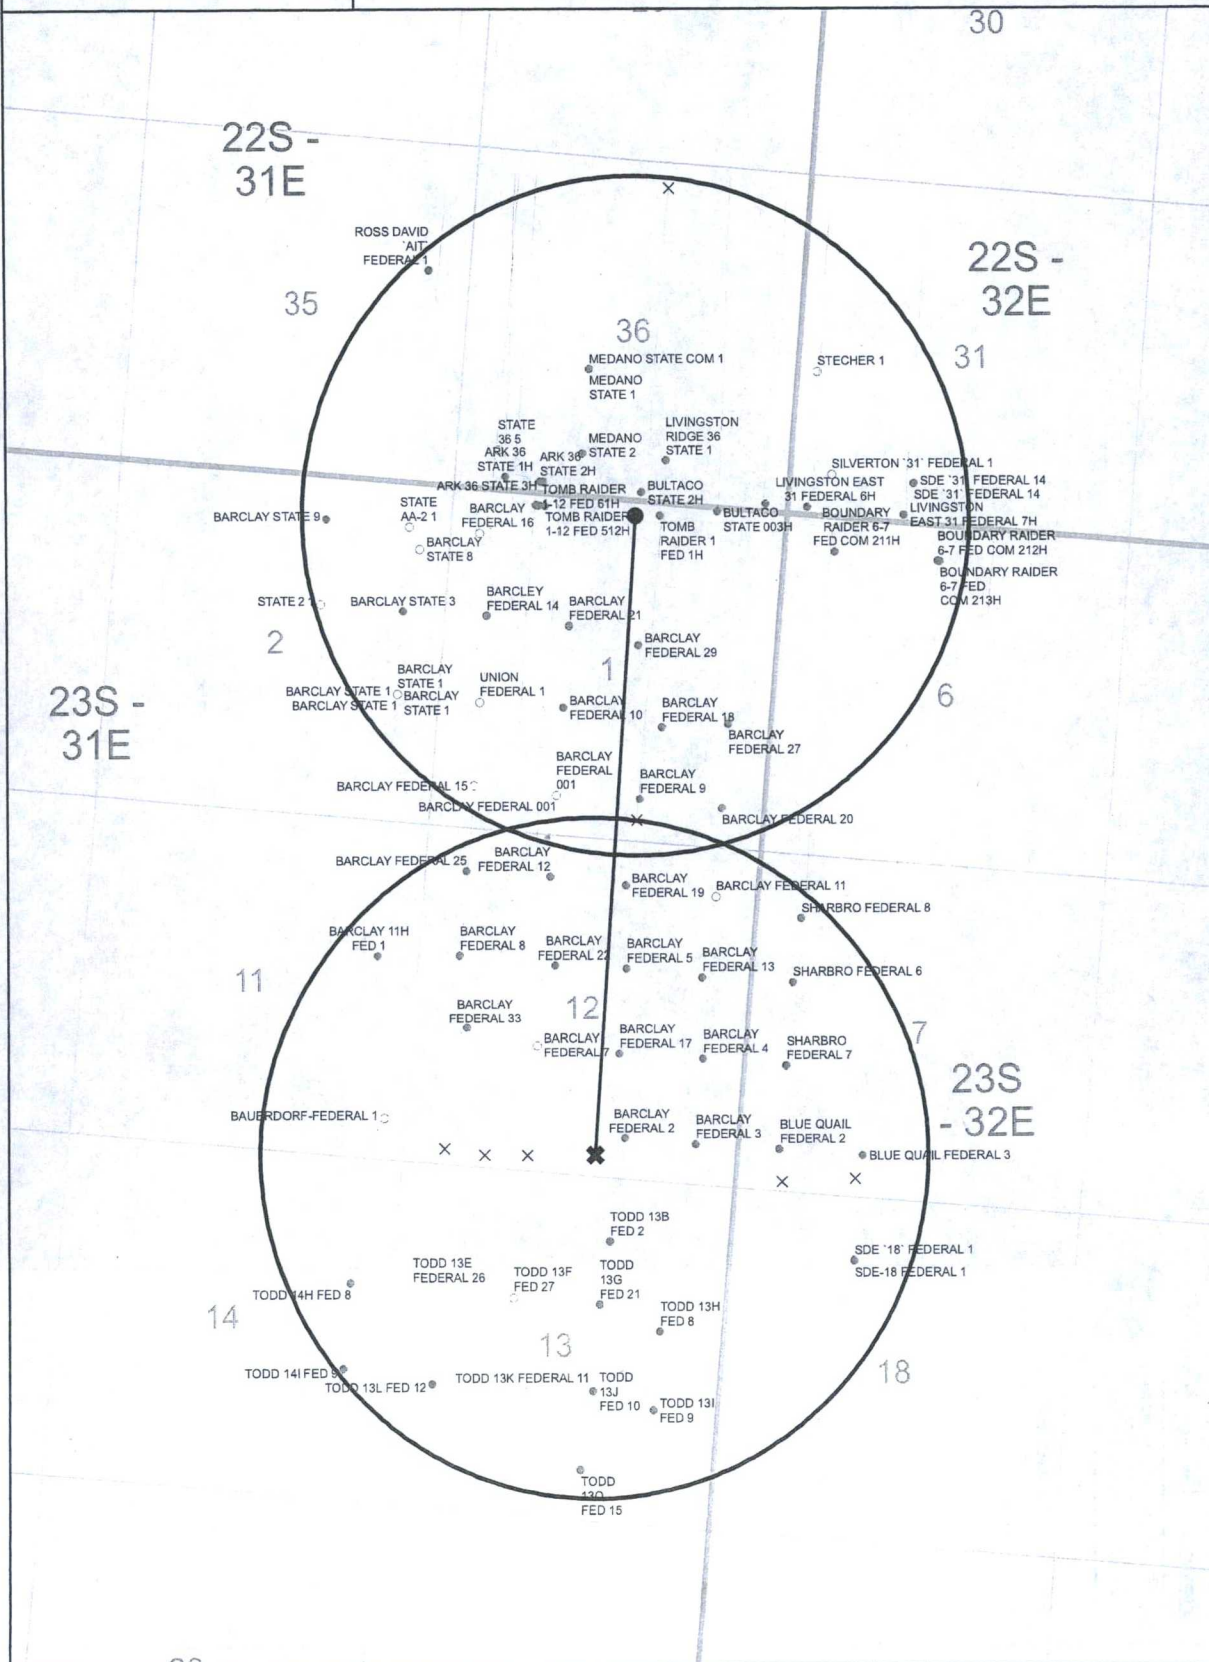 30
22S -
31E
ROSS DAVID
`AIT`
FEDERAL 1
22S -
32E
35
36
31
MEDANO STATE COM 1
MEDANO
STATE 1
STECHER 1
STATE
36 5
ARK 36
STATE 1H
ARK 36
STATE 2H
MEDANO
STATE 2
LIVINGSTON
RIDGE 36
STATE 1
ARK 36 STATE 3H
TOMB RAIDER
1-12 FED 61H
TOMB RAIDER
1-12 FED 512H
BULTACO
STATE 2H
SILVERTON `31` FEDERAL 1
LIVINGSTON EAST
31 FEDERAL 6H
SDE `31` FEDERAL 14
SDE `31` FEDERAL 14
LIVINGSTON
EAST 31 FEDERAL 7H
BARCLAY STATE 9
STATE
AA-2 1
BARCLAY
FEDERAL 16
BARCLAY
STATE 8
TOMB
RAIDER 1
FED 1H
BULTACO
STATE 003H
BOUNDARY
RAIDER 6-7
FED COM 211H
BOUNDARY RAIDER
6-7 FED COM 212H
BOUNDARY RAIDER
6-7 FED
COM 213H
STATE 2 1
BARCLAY STATE 3
BARCLEY
FEDERAL 14
BARCLAY
FEDERAL 21
2
BARCLAY
FEDERAL 29
1
BARCLAY
STATE 1
BARCLAY STATE 1
BARCLAY
STATE 1
BARCLAY STATE 1
UNION
FEDERAL 1
BARCLAY
FEDERAL 10
BARCLAY
FEDERAL 18
BARCLAY
FEDERAL 27
6
23S -
31E
BARCLAY
FEDERAL
001
BARCLAY FEDERAL 15
BARCLAY FEDERAL 001
BARCLAY
FEDERAL 9
BARCLAY FEDERAL 20
BARCLAY FEDERAL 25
BARCLAY
FEDERAL 12
BARCLAY
FEDERAL 19
BARCLAY FEDERAL 11
SHARBRO FEDERAL 8
BARCLAY 11H
FED 1
BARCLAY
FEDERAL 8
BARCLAY
FEDERAL 22
BARCLAY
FEDERAL 5
BARCLAY
FEDERAL 13
SHARBRO FEDERAL 6
11
12
7
BARCLAY
FEDERAL 33
BARCLAY
FEDERAL 7
BARCLAY
FEDERAL 17
BARCLAY
FEDERAL 4
SHARBRO
FEDERAL 7
23S
- 32E
BAUERDORF-FEDERAL 1
BARCLAY
FEDERAL 2
BARCLAY
FEDERAL 3
BLUE QUAIL
FEDERAL 2
BLUE QUAIL FEDERAL 3
TODD 13B
FED 2
TODD 13E
FEDERAL 26
TODD 13F
FED 27
TODD
13G
FED 21
SDE `18` FEDERAL 1
SDE-18 FEDERAL 1
TODD 14H FED 8
TODD 13H
FED 8
14
13
18
TODD 14I FED 9
TODD 13L FED 12
TODD 13K FEDERAL 11
TODD
13J
FED 10
TODD 13I
FED 9
TODD
13O
FED 15